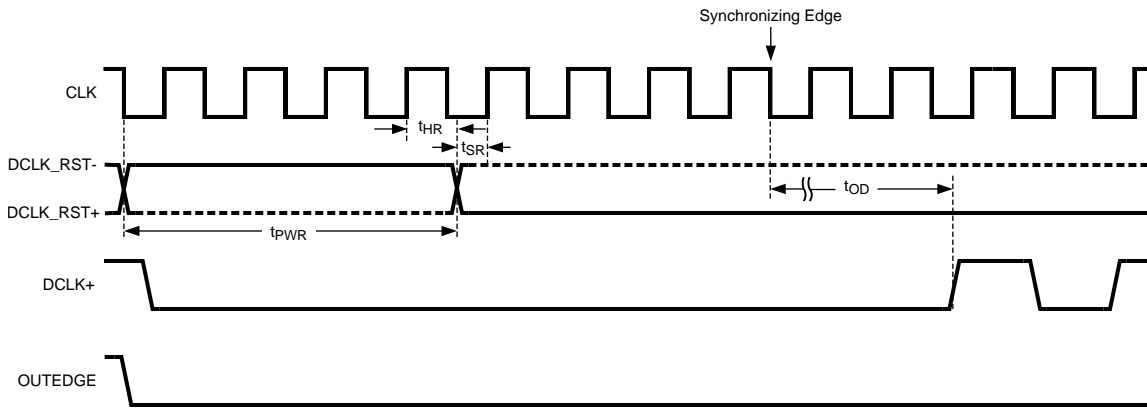 Synchronizing Edge
CLK
tHR
tSR
DCLK_RST-
tOD
DCLK_RST+
tPWR
DCLK+
OUTEDGE